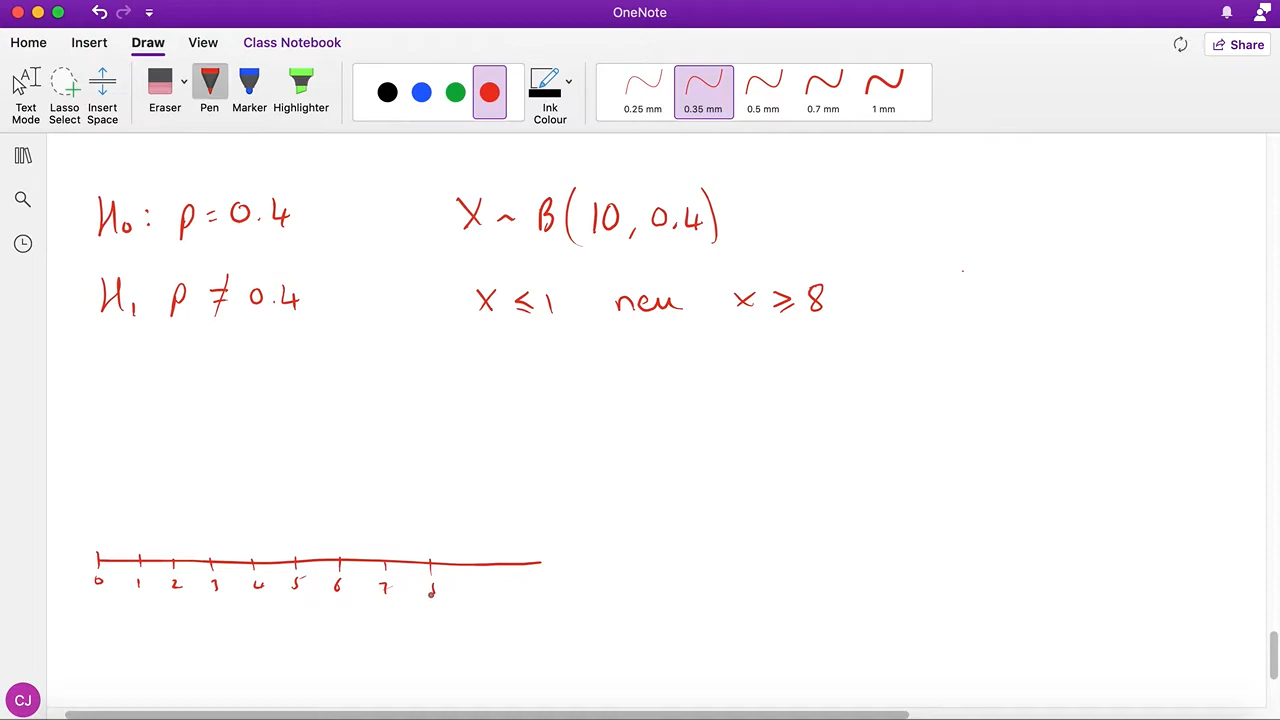 OneNote
Home Insert Draw View Class Notebook
Share
Text Mode
Lasso Select
Insert Space
Eraser
Pen
Marker
Highlighter
Ink Colour
0.25 mm
0.35 mm
0.5 mm
0.7 mm
1 mm
H₀ : p = 0.4 X ~ B(10, 0.4)
H₁ p ≠ 0.4 X ≤ 1 neu x ≥ 8
0 1 2 3 4 5 6 7 8
CJ